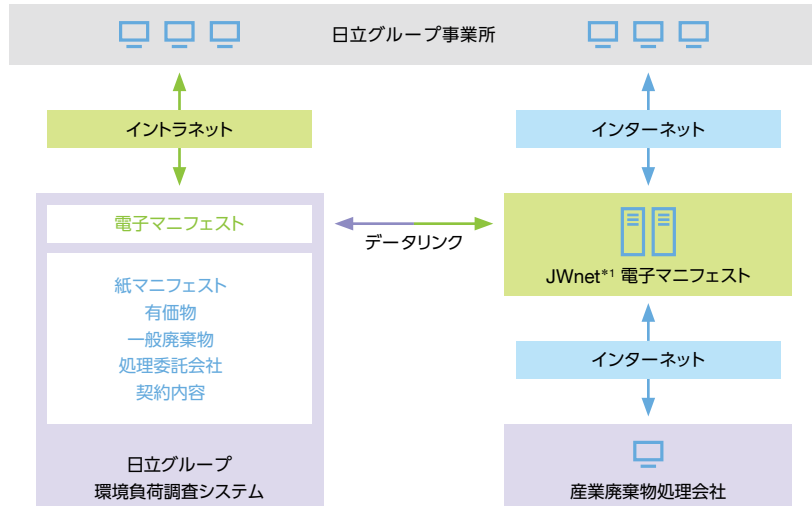 日立グループ事業所
イントラネット
インターネット
電子マニフェスト
データリンク
紙マニフェスト
有価物
一般廃棄物
処理委託会社
契約内容
JWnet*1 電子マニフェスト
インターネット
日立グループ
環境負荷調査システム
産業廃棄物処理会社